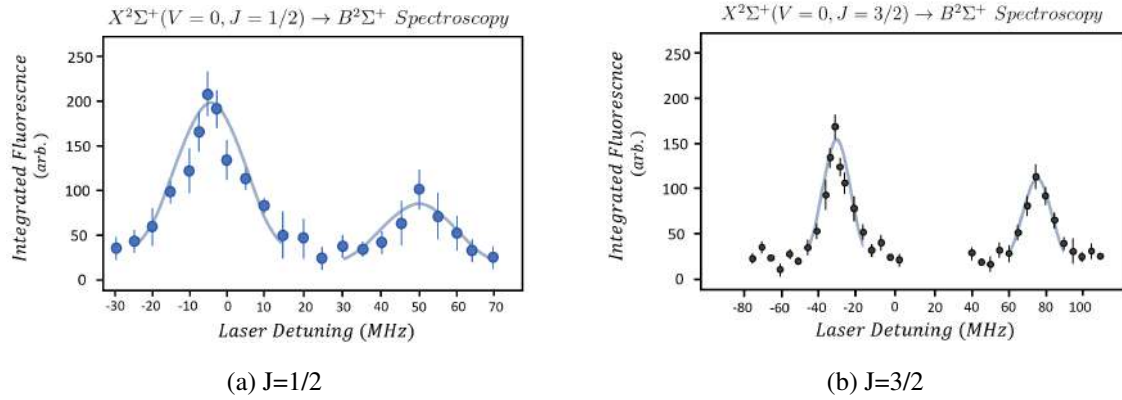 X²Σ⁺(V = 0, J = 1/2) → B²Σ⁺ Spectroscopy
Integrated Fluorescnce
(arb.)
250
200
150
100
50
0
-30 -20 -10 0 10 20 30 40 50 60 70
Laser Detuning (MHz)
(a) J=1/2
X²Σ⁺(V = 0, J = 3/2) → B²Σ⁺ Spectroscopy
Integrated Fluorescnce
(arb.)
250
200
150
100
50
0
-80 -60 -40 -20 0 20 40 60 80 100
Laser Detuning (MHz)
(b) J=3/2